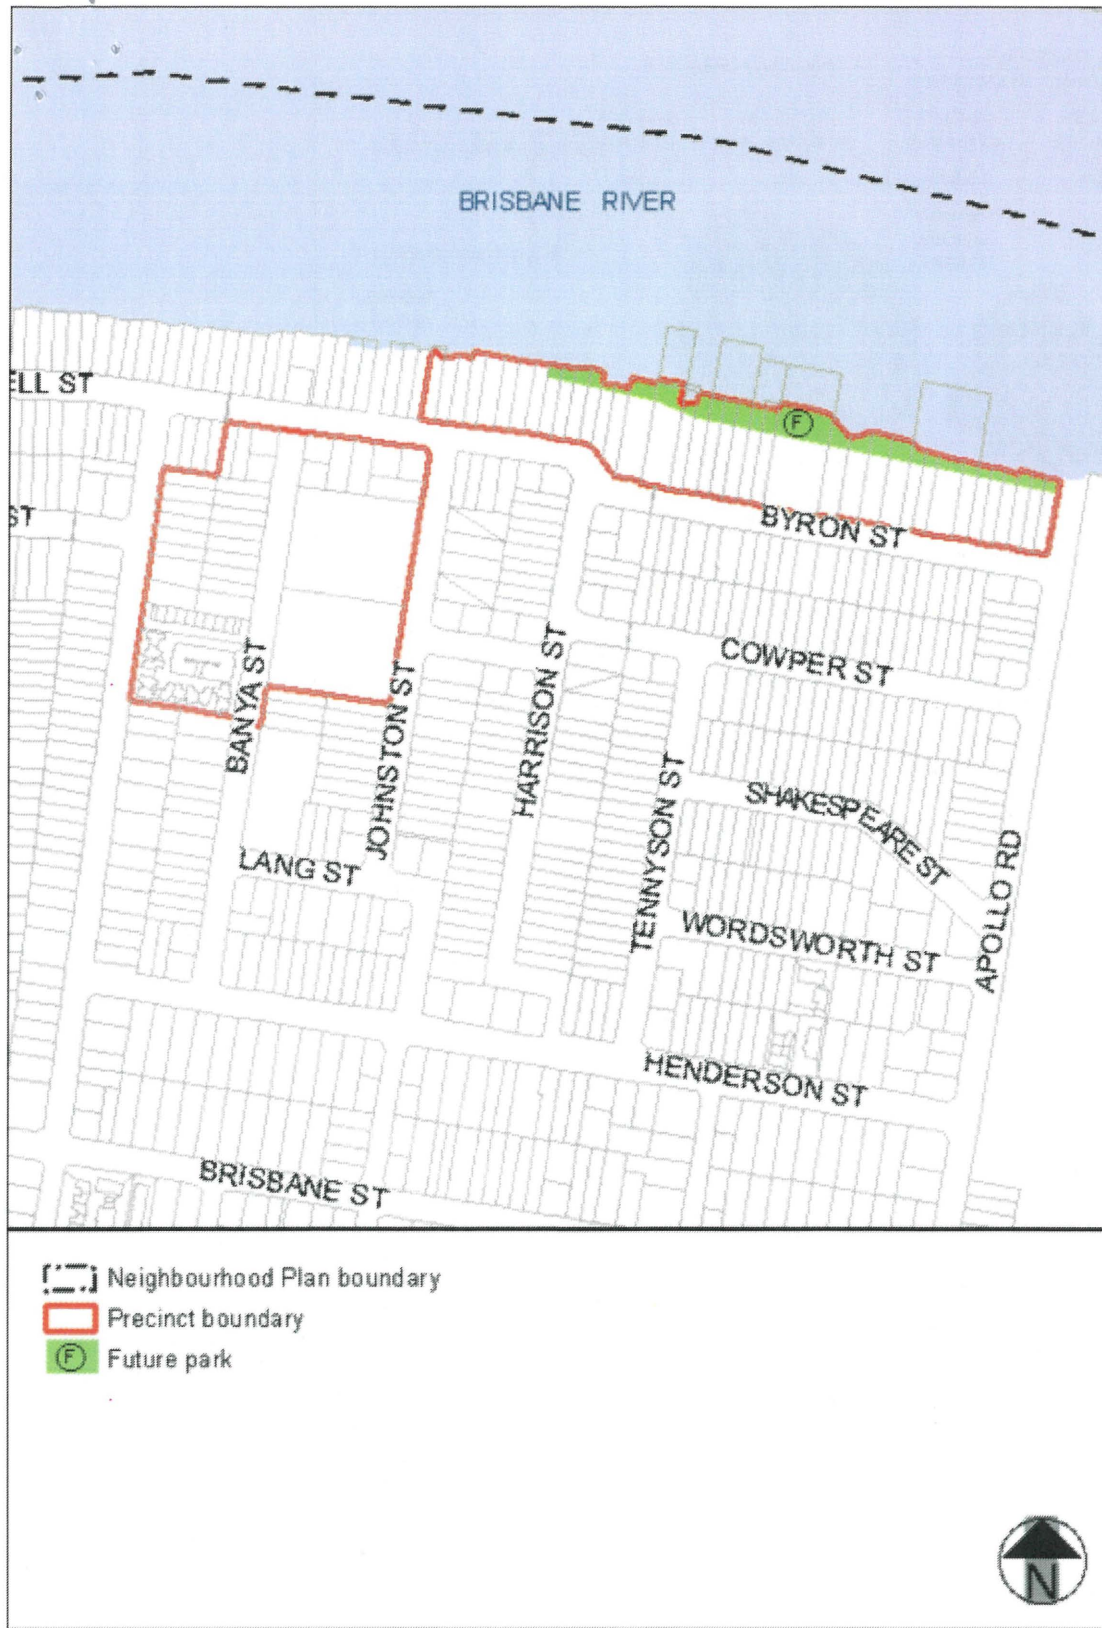 BRISBANE RIVER
ELL ST
ST
BYRON ST
COWPER ST
BANYA ST
JOHNSTON ST
HARRISON ST
TENNYSON ST
SHAKESPEARE ST
APOLLO RD
LANG ST
WORDSWORTH ST
HENDERSON ST
BRISBANE ST
F
Neighbourhood Plan boundary
Precinct boundary
F Future park
N